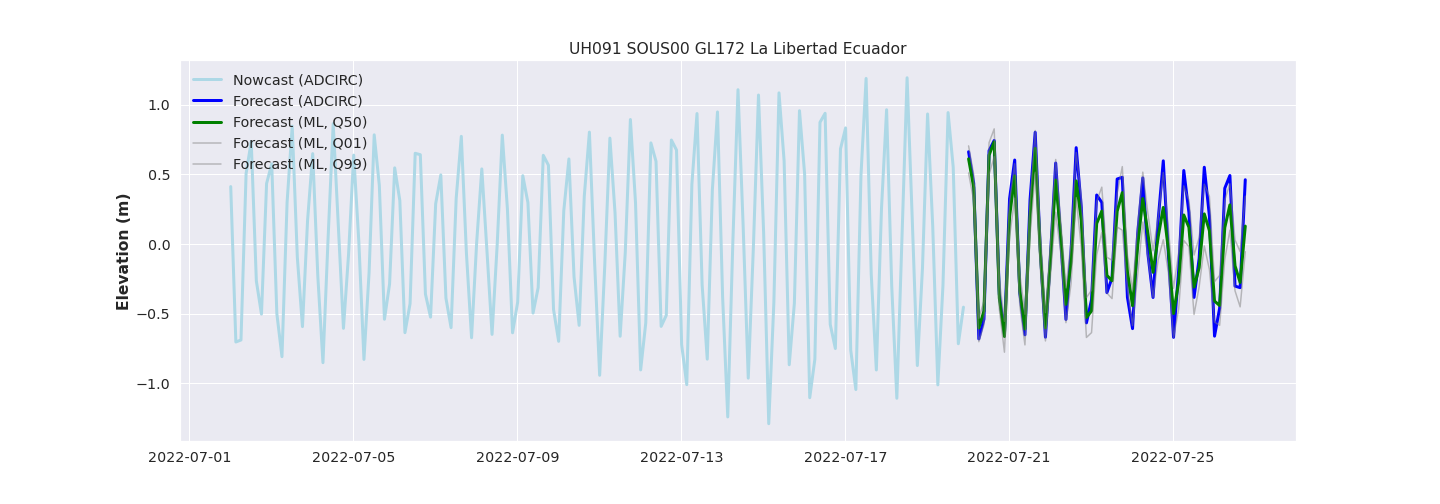 UH091 SOUS00 GL172 La Libertad Ecuador
Nowcast (ADCIRC)
Forecast (ADCIRC)
Forecast (ML, Q50)
Forecast (ML, Q01)
Forecast (ML, Q99)
Elevation (m)
1.0
0.5
0.0
−0.5
−1.0
2022-07-01 2022-07-05 2022-07-09 2022-07-13 2022-07-17 2022-07-21 2022-07-25